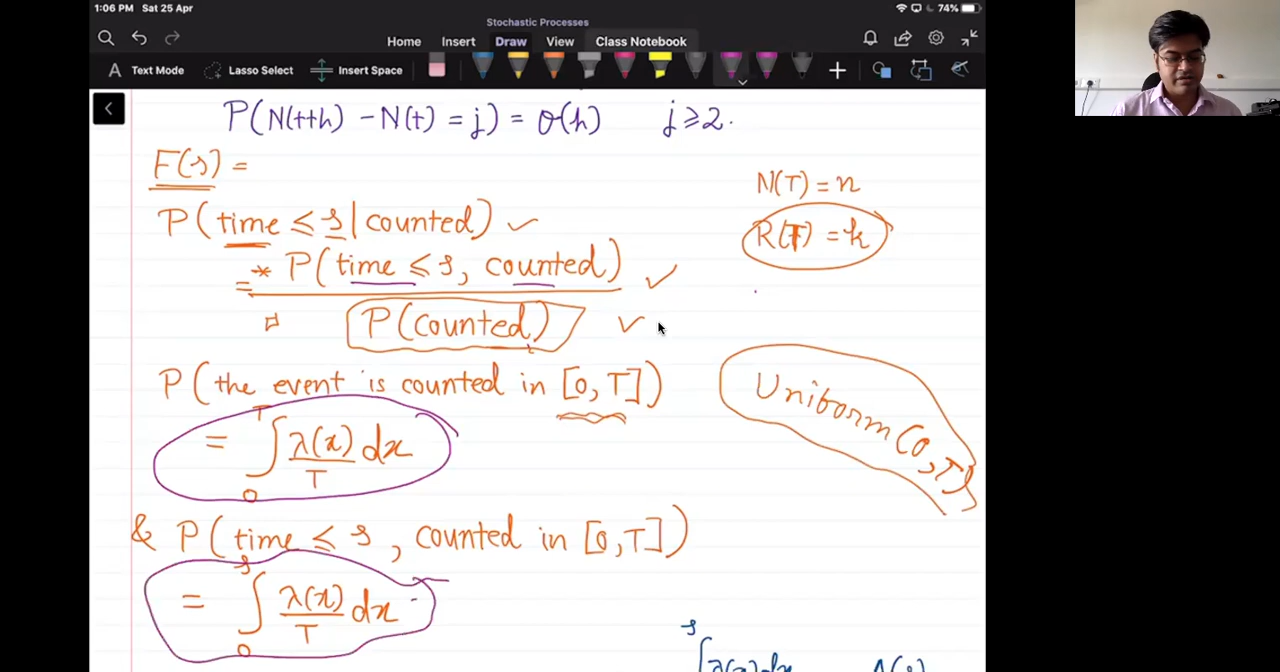 1:06 PM Sat 25 Apr
74%
Stochastic Processes
Home Insert Draw View Class Notebook
Text Mode Lasso Select Insert Space
P(N(t+h) - N(t) = j) = o(h) j ≥ 2.
F(s) =
P(time ≤ s | counted) ✓
= * P(time ≤ s, counted) ✓
P(counted) ✓
N(T) = n
R(T) = k
P(the event is counted in [0, T])
= ∫₀ᵀ λ(x)/T dx
Uniform(0, T)
& P(time ≤ s, counted in [0, T])
= ∫₀ˢ λ(x)/T dx